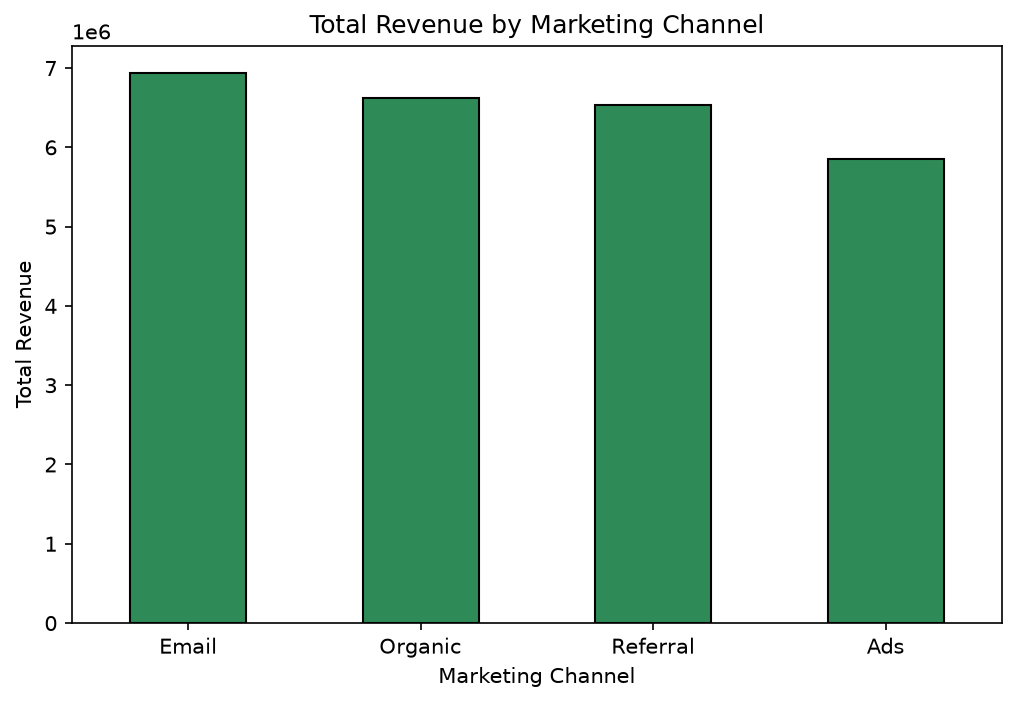 Total Revenue by Marketing Channel
1e6
7
6
5
4
3
2
1
0
Total Revenue
Email Organic Referral Ads
Marketing Channel